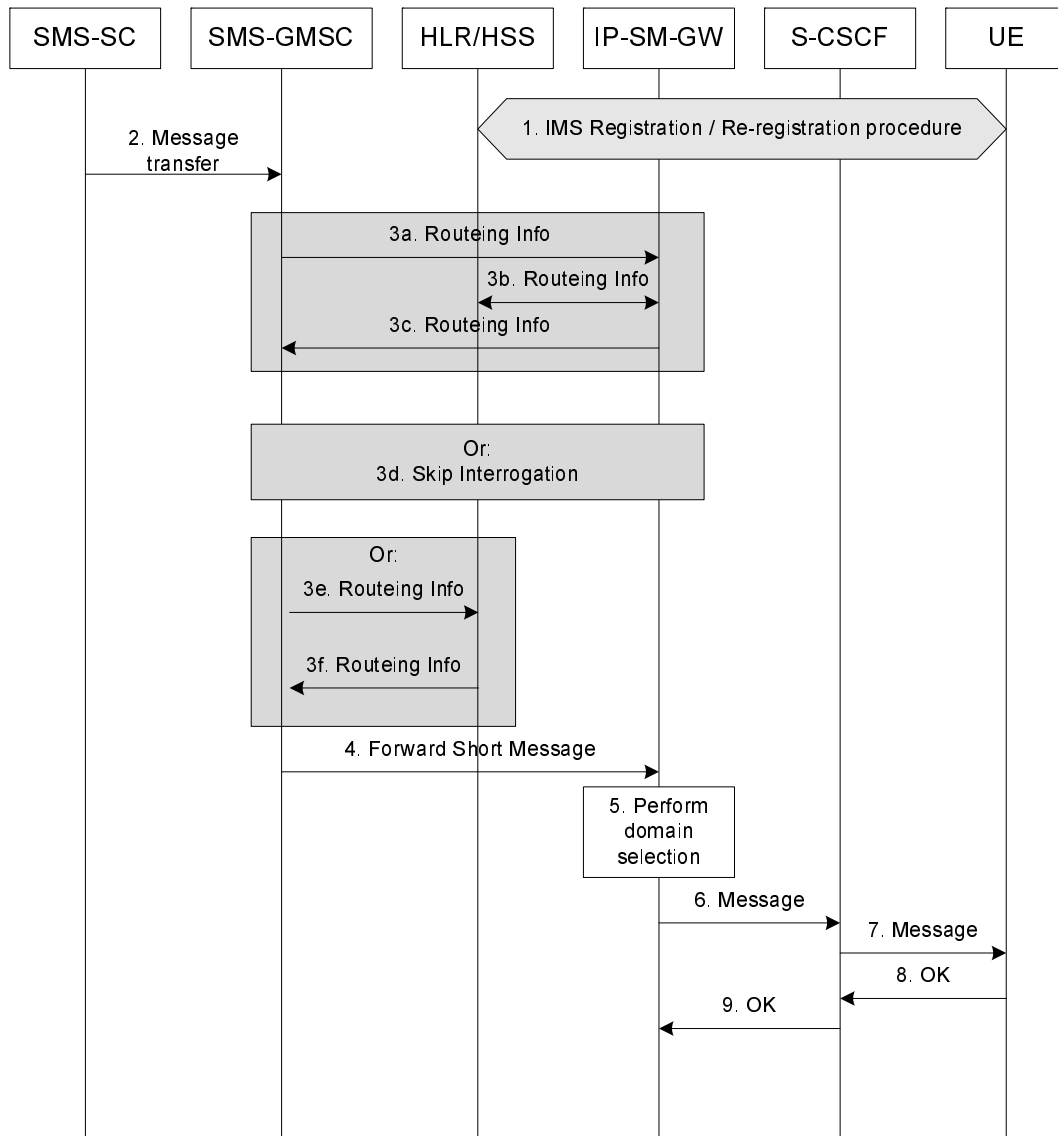 SMS-SC
SMS-GMSC
HLR/HSS
IP-SM-GW
S-CSCF
UE
1. IMS Registration / Re-registration procedure
2. Message
transfer
3a. Routeing Info
3b. Routeing Info
3c. Routeing Info
Or:
3d. Skip Interrogation
Or:
3e. Routeing Info
3f. Routeing Info
4. Forward Short Message
5. Perform
domain
selection
6. Message
7. Message
8. OK
9. OK